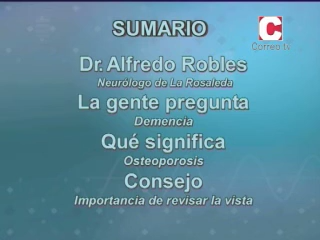 SUMARIO
C
Correo tv
Dr. Alfredo Robles
Neurólogo de La Rosaleda
La gente pregunta
Demencia
Qué significa
Osteoporosis
Consejo
Importancia de revisar la vista